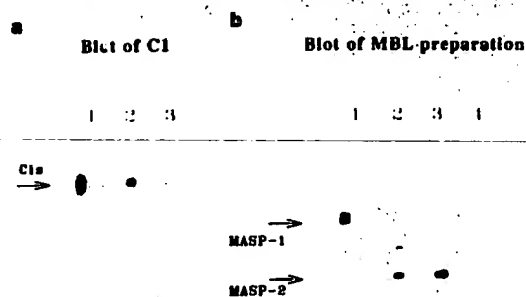 a
Blot of C1
1 2 3
C1s
b
Blot of MBL-preparation
1 2 3 4
MASP-1
MASP-2